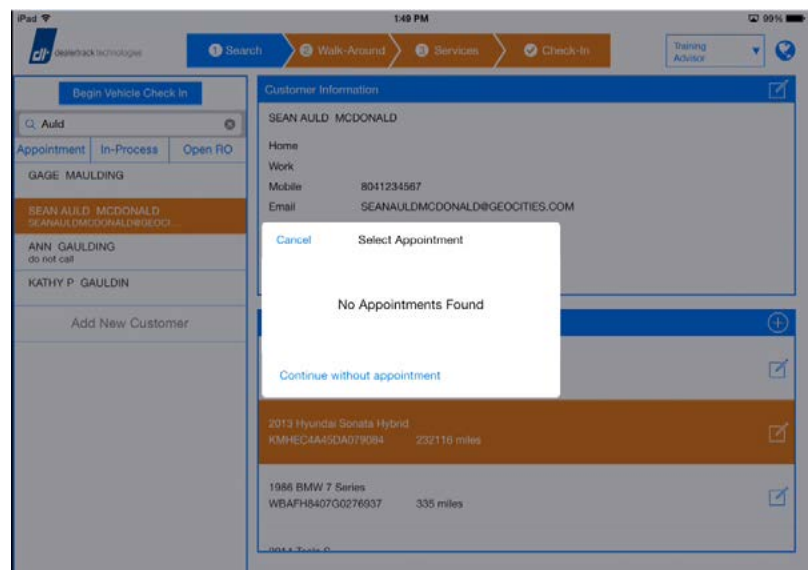 iPad 1:49 PM 99%
dt dealertrack technologies
1 Search 2 Walk-Around 3 Services Check-In
Training Advisor
Begin Vehicle Check In
Auld
Appointment In-Process Open RO
GAGE MAULDING
SEAN AULD MCDONALD
SEANAULDMCDONALD@GEOCI...
ANN GAULDING
do not call
KATHY P GAULDIN
Add New Customer
Customer Information
SEAN AULD MCDONALD
Home
Work
Mobile 8041234567
Email SEANAULDMCDONALD@GEOCITIES.COM
Cancel Select Appointment
No Appointments Found
Continue without appointment
2013 Hyundai Sonata Hybrid
KMHEC4A45DA079084 232116 miles
1986 BMW 7 Series
WBAFH8407G0276937 335 miles